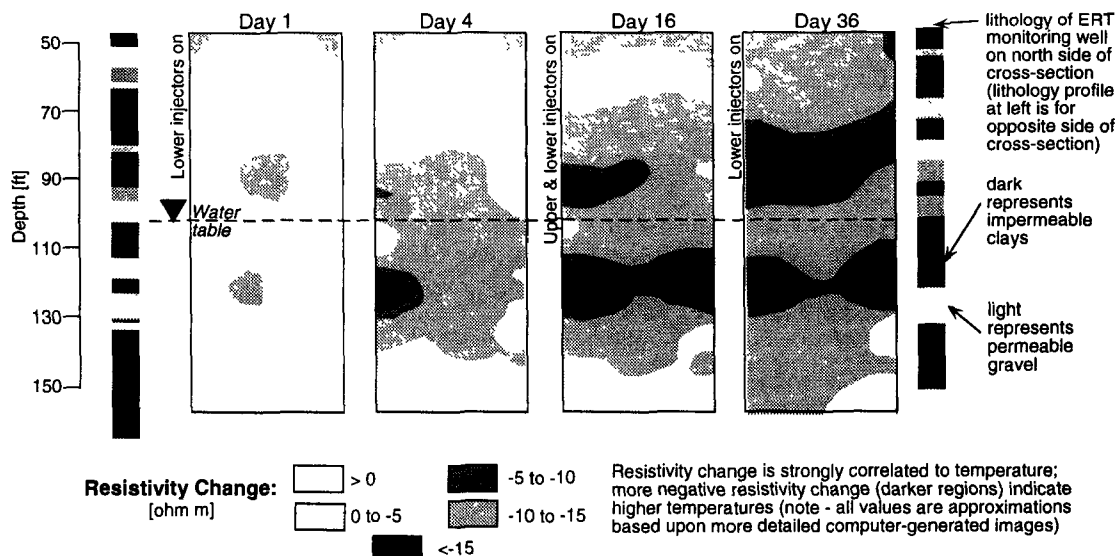 Day 1
Day 4
Day 16
Day 36
Depth [ft]
50
70
90
110
130
150
Lower injectors on
Water
table
Upper & lower injectors on
Lower injectors on
lithology of ERT
monitoring well
on north side of
cross-section
(lithology profile
at left is for
opposite side of
cross-section)
dark
represents
impermeable
clays
light
represents
permeable
gravel
Resistivity Change:
[ohm m]
> 0
0 to -5
-5 to -10
-10 to -15
<-15
Resistivity change is strongly correlated to temperature;
more negative resistivity change (darker regions) indicate
higher temperatures (note - all values are approximations
based upon more detailed computer-generated images)